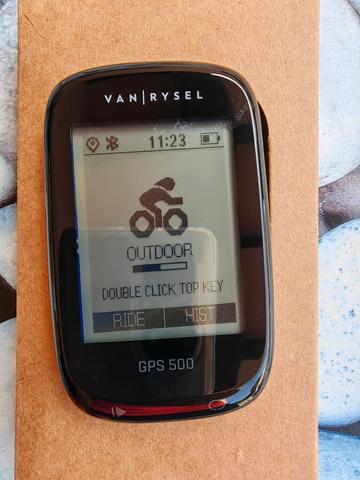 VAN|RYSEL
11:23
OUTDOOR
DOUBLE CLICK TOP KEY
RIDE HIST
GPS 500